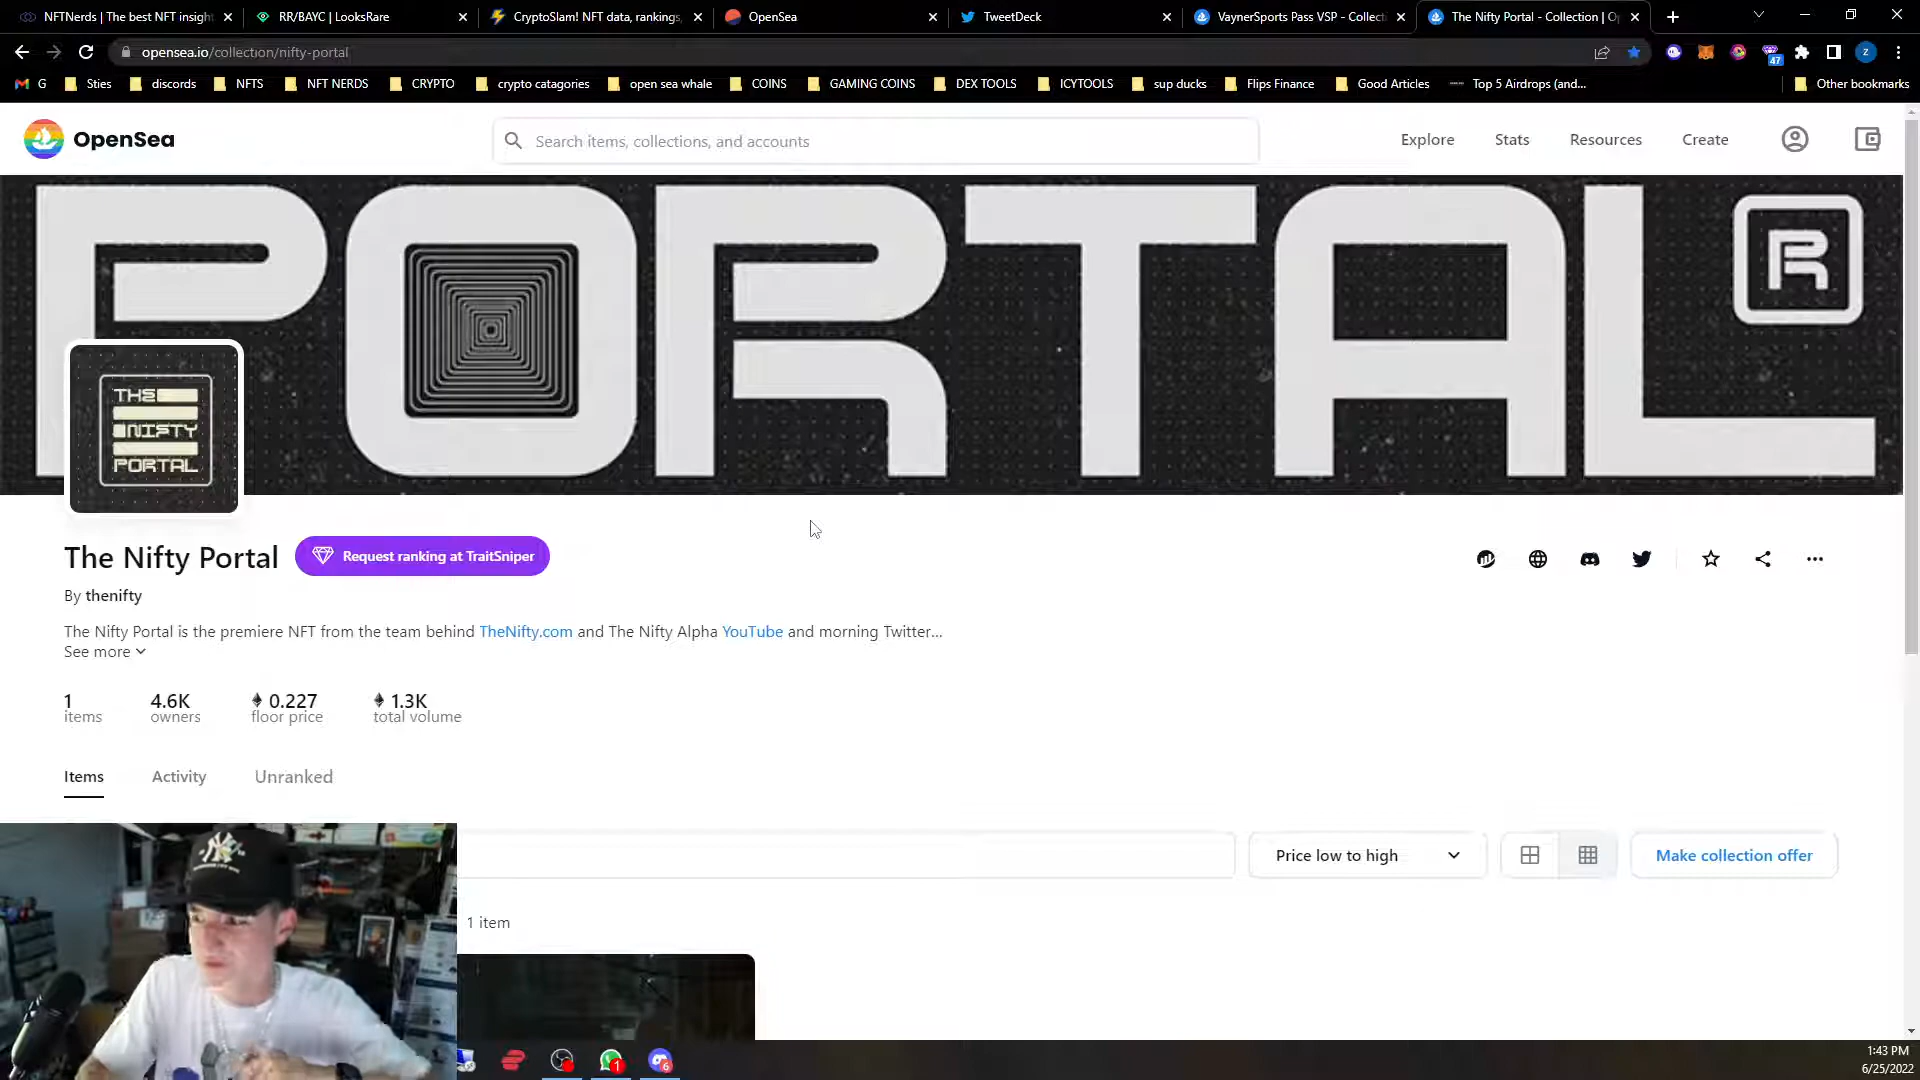 NFTNerds | The best NFT insight
RR/BAYC | LooksRare
CryptoSlam! NFT data, rankings,
OpenSea
TweetDeck
VaynerSports Pass VSP - Collect
The Nifty Portal - Collection | O
opensea.io/collection/nifty-portal
47
Z
G
Sties
discords
NFTS
NFT NERDS
CRYPTO
crypto catagories
open sea whale
COINS
GAMING COINS
DEX TOOLS
ICYTOOLS
sup ducks
Flips Finance
Good Articles
Top 5 Airdrops (and...
Other bookmarks
OpenSea
Search items, collections, and accounts
Explore
Stats
Resources
Create
PORTAL
R
THE
NIFTY
PORTAL
The Nifty Portal
Request ranking at TraitSniper
By thenifty
The Nifty Portal is the premiere NFT from the team behind TheNifty.com and The Nifty Alpha YouTube and morning Twitter...
See more
1
items
4.6K
owners
0.227
floor price
1.3K
total volume
Items
Activity
Unranked
Price low to high
Make collection offer
1 item
NY
1
6
1:43 PM
6/25/2022